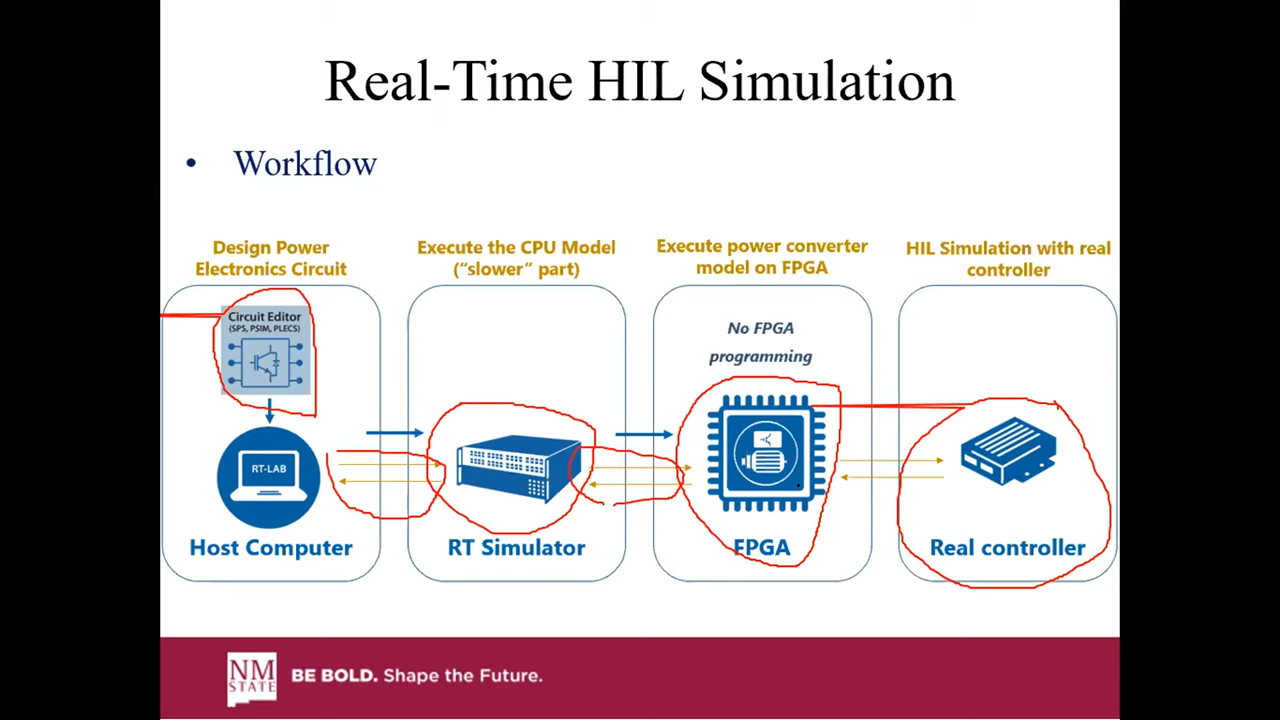 Real-Time HIL Simulation
• Workflow
Design Power
Electronics Circuit
Circuit Editor
(SPS, PSIM, PLECS)
RT-LAB
Host Computer
Execute the CPU Model
(“slower” part)
RT Simulator
Execute power converter
model on FPGA
No FPGA
programming
FPGA
HIL Simulation with real
controller
Real controller
NM
STATE
BE BOLD. Shape the Future.